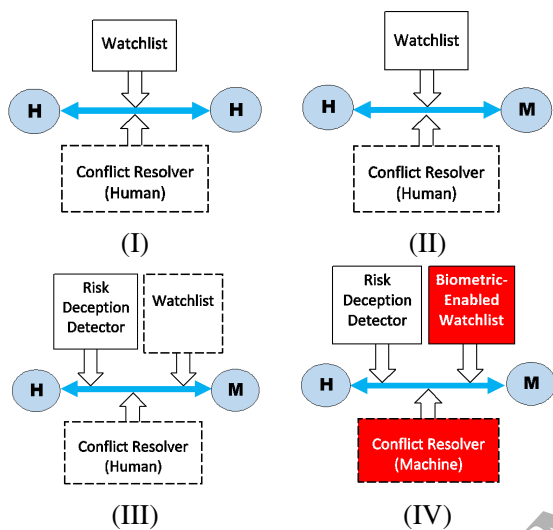 Watchlist
H
H
Conflict Resolver
(Human)
(I)
Watchlist
H
M
Conflict Resolver
(Human)
(II)
Risk
Deception
Detector
Watchlist
H
M
Conflict Resolver
(Human)
(III)
Risk
Deception
Detector
Biometric-
Enabled
Watchlist
H
M
Conflict Resolver
(Machine)
(IV)